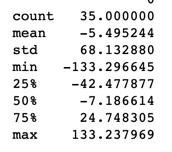 0
count 35.000000
mean -5.495244
std 68.132880
min -133.296645
25% -42.477877
50% -7.186614
75% 24.748305
max 133.237969